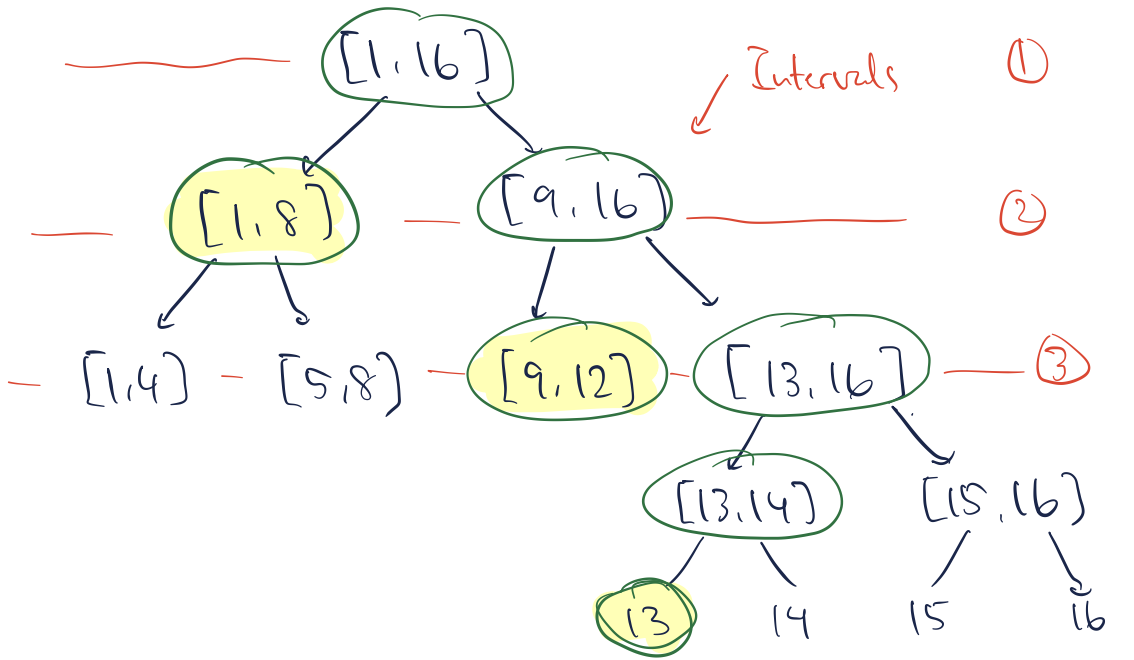 [1,16] Intervals ①
[1,8] [9,16] ②
[1,4] [5,8] [9,12] [13,16] ③
[13,14] [15,16]
13 14 15 16